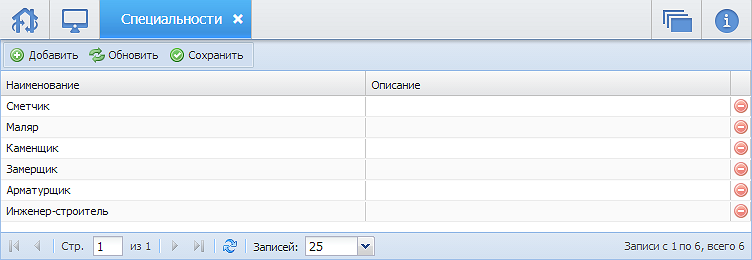 Специальности
Добавить Обновить Сохранить
Наименование Описание
Сметчик
Маляр
Каменщик
Замерщик
Арматурщик
Инженер-строитель
Стр. 1 из 1 Записей: 25 Записи с 1 по 6, всего 6